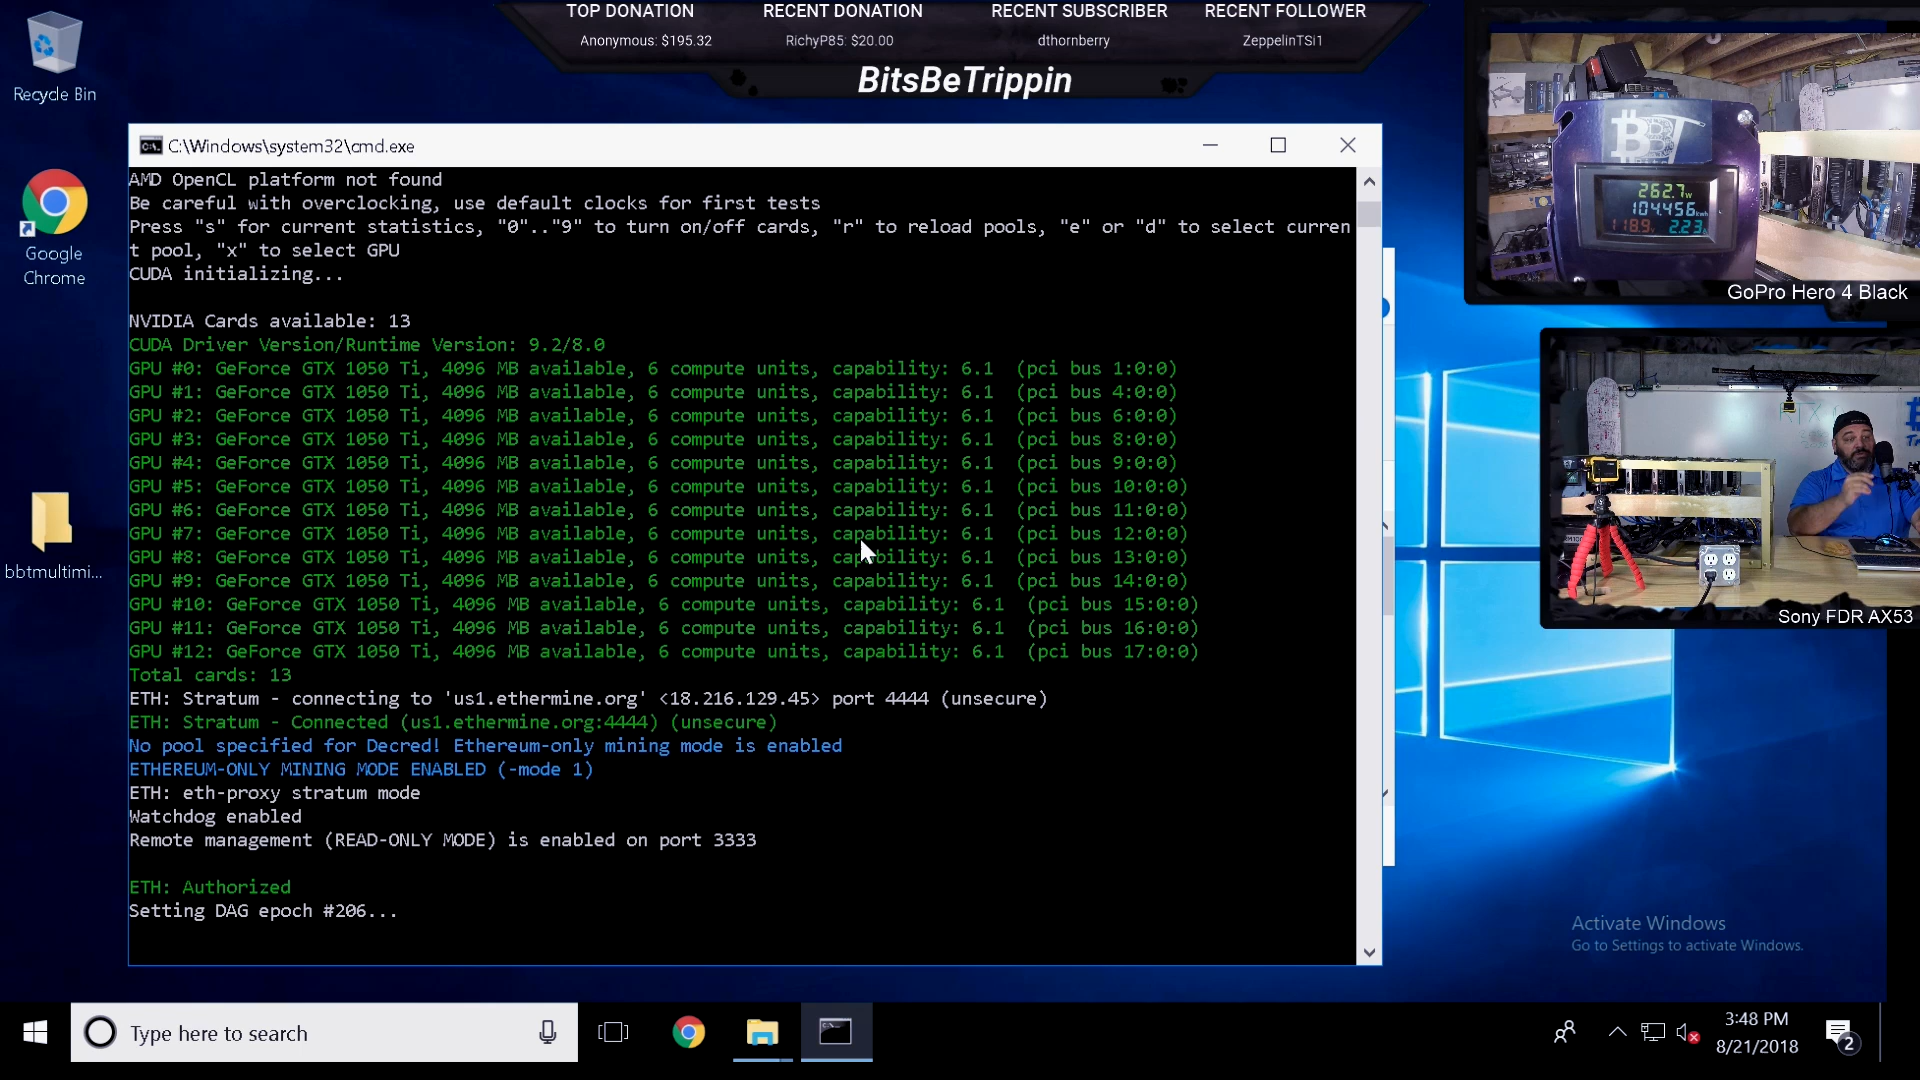 TOP DONATION
RECENT DONATION
RECENT SUBSCRIBER
RECENT FOLLOWER
Anonymous: $195.32
RichyP85: $20.00
dthornberry
ZeppelinTSi1
BitsBeTrippin
Recycle Bin
Google
Chrome
bbtmultimi...
C:\Windows\system32\cmd.exe
AMD OpenCL platform not found
Be careful with overclocking, use default clocks for first tests
Press "s" for current statistics, "0".."9" to turn on/off cards, "r" to reload pools, "e" or "d" to select curren
t pool, "x" to select GPU
CUDA initializing...
NVIDIA Cards available: 13
CUDA Driver Version/Runtime Version: 9.2/8.0
GPU #0: GeForce GTX 1050 Ti, 4096 MB available, 6 compute units, capability: 6.1 (pci bus 1:0:0)
GPU #1: GeForce GTX 1050 Ti, 4096 MB available, 6 compute units, capability: 6.1 (pci bus 4:0:0)
GPU #2: GeForce GTX 1050 Ti, 4096 MB available, 6 compute units, capability: 6.1 (pci bus 6:0:0)
GPU #3: GeForce GTX 1050 Ti, 4096 MB available, 6 compute units, capability: 6.1 (pci bus 8:0:0)
GPU #4: GeForce GTX 1050 Ti, 4096 MB available, 6 compute units, capability: 6.1 (pci bus 9:0:0)
GPU #5: GeForce GTX 1050 Ti, 4096 MB available, 6 compute units, capability: 6.1 (pci bus 10:0:0)
GPU #6: GeForce GTX 1050 Ti, 4096 MB available, 6 compute units, capability: 6.1 (pci bus 11:0:0)
GPU #7: GeForce GTX 1050 Ti, 4096 MB available, 6 compute units, capability: 6.1 (pci bus 12:0:0)
GPU #8: GeForce GTX 1050 Ti, 4096 MB available, 6 compute units, capability: 6.1 (pci bus 13:0:0)
GPU #9: GeForce GTX 1050 Ti, 4096 MB available, 6 compute units, capability: 6.1 (pci bus 14:0:0)
GPU #10: GeForce GTX 1050 Ti, 4096 MB available, 6 compute units, capability: 6.1 (pci bus 15:0:0)
GPU #11: GeForce GTX 1050 Ti, 4096 MB available, 6 compute units, capability: 6.1 (pci bus 16:0:0)
GPU #12: GeForce GTX 1050 Ti, 4096 MB available, 6 compute units, capability: 6.1 (pci bus 17:0:0)
Total cards: 13
ETH: Stratum - connecting to 'us1.ethermine.org' <18.216.129.45> port 4444 (unsecure)
ETH: Stratum - Connected (us1.ethermine.org:4444) (unsecure)
No pool specified for Decred! Ethereum-only mining mode is enabled
ETHEREUM-ONLY MINING MODE ENABLED (-mode 1)
ETH: eth-proxy stratum mode
Watchdog enabled
Remote management (READ-ONLY MODE) is enabled on port 3333
ETH: Authorized
Setting DAG epoch #206...
262.7w
104.456kwh
118.9v 2.23a
GoPro Hero 4 Black
Sony FDR AX53
Activate Windows
Go to Settings to activate Windows.
Type here to search
3:48 PM
8/21/2018
2